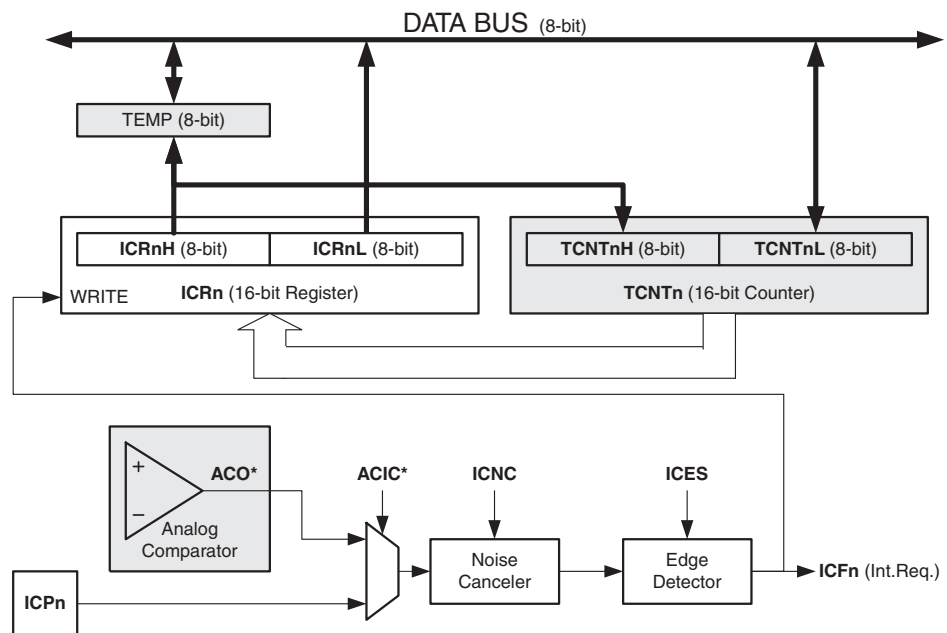 DATA BUS (8-bit)
TEMP (8-bit)
ICRnH (8-bit)
ICRnL (8-bit)
TCNTnH (8-bit)
TCNTnL (8-bit)
WRITE
ICRn (16-bit Register)
TCNTn (16-bit Counter)
+
−
ACO*
Analog
Comparator
ACIC*
ICNC
ICES
Noise
Canceler
Edge
Detector
ICFn (Int.Req.)
ICPn